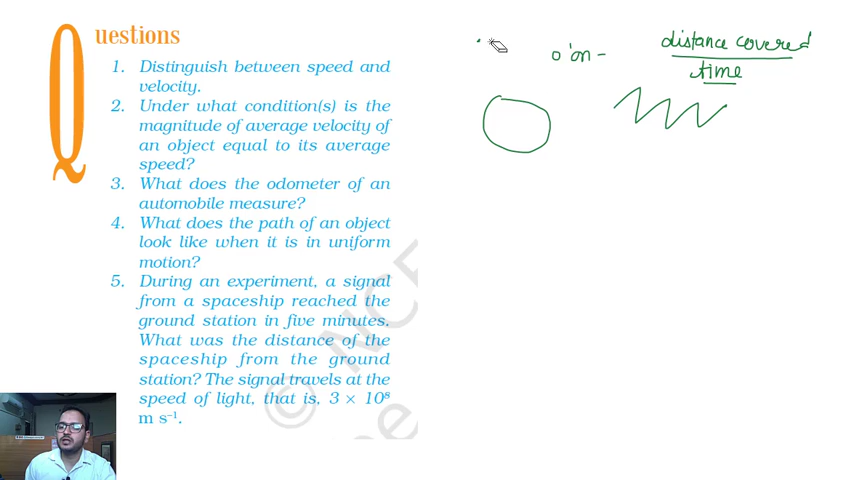 Questions
1. Distinguish between speed and
velocity.
2. Under what condition(s) is the
magnitude of average velocity of
an object equal to its average
speed?
3. What does the odometer of an
automobile measure?
4. What does the path of an object
look like when it is in uniform
motion?
5. During an experiment, a signal
from a spaceship reached the
ground station in five minutes.
What was the distance of the
spaceship from the ground
station? The signal travels at the
speed of light, that is, 3 × 10⁸
m s⁻¹.
distance covered
time
© NCE